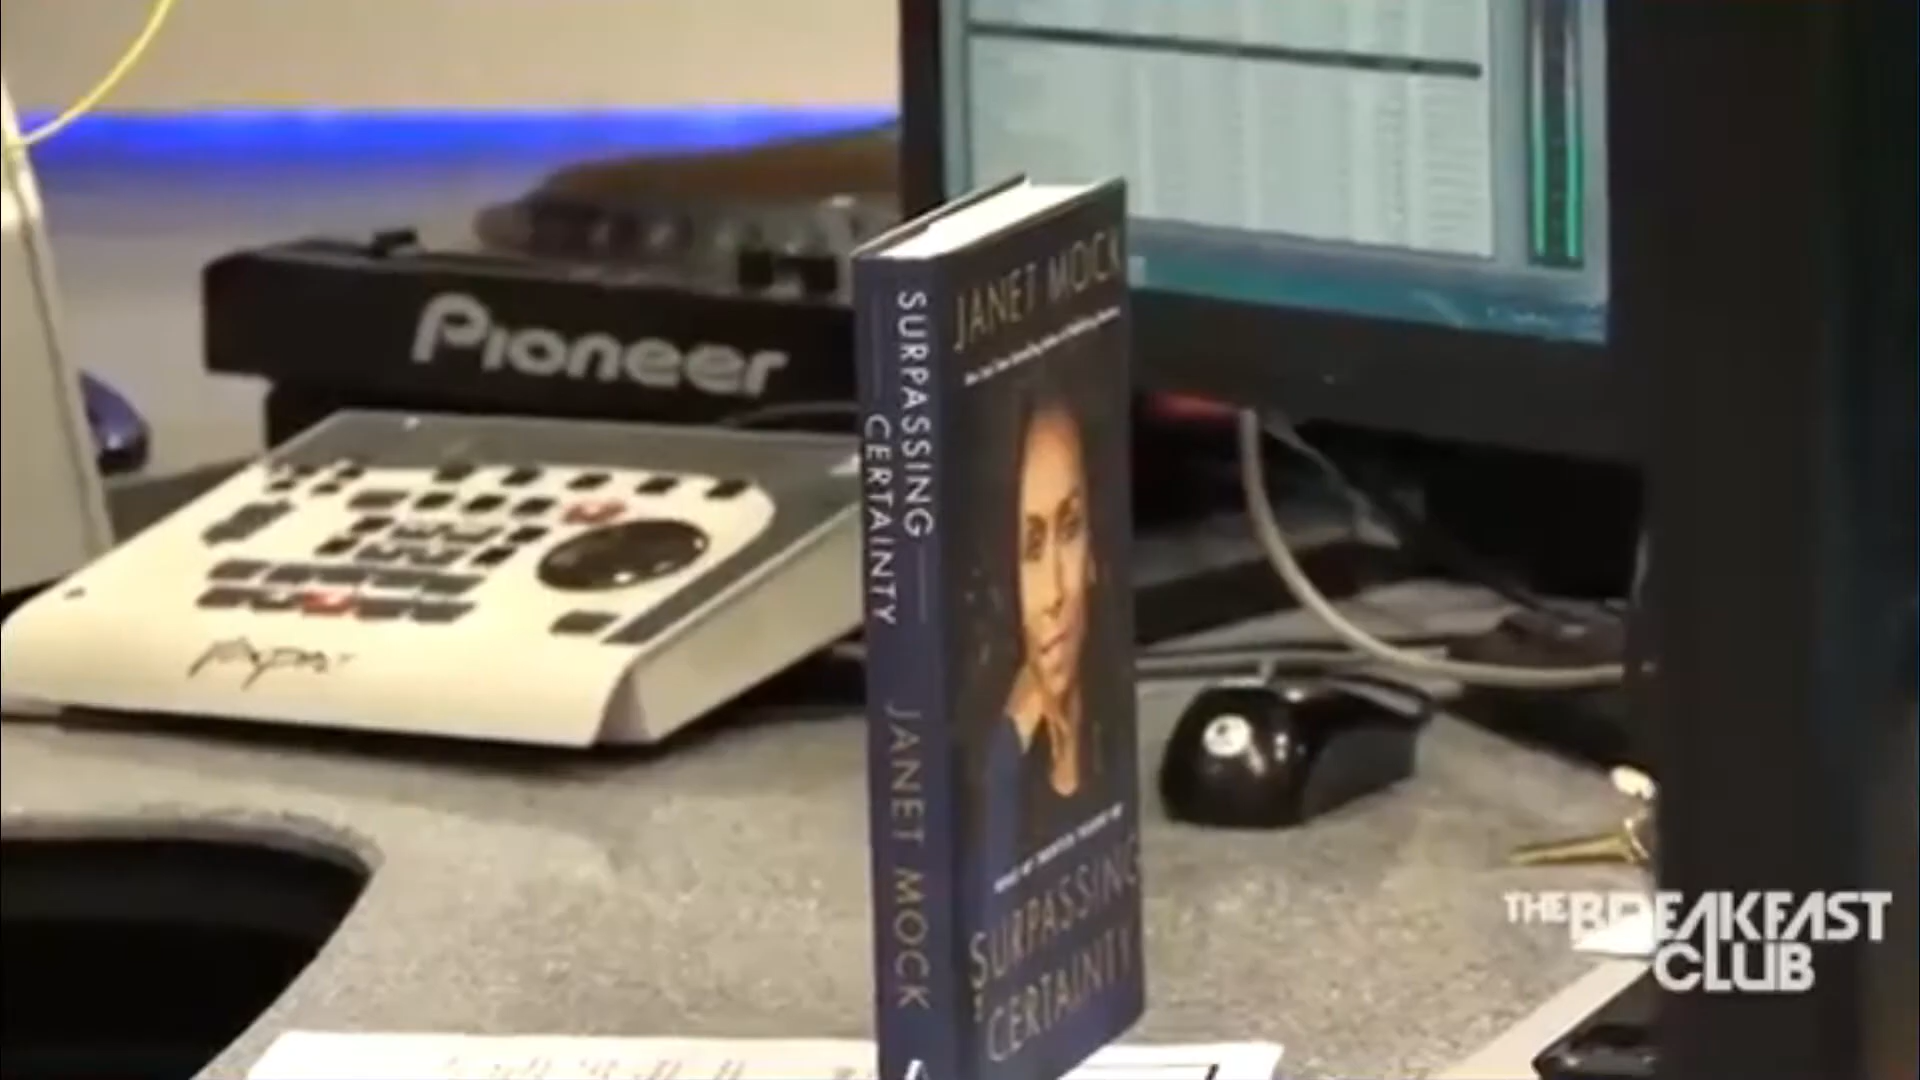 Pioneer
SURPASSING
CERTAINTY
JANET MOCK
JANET MOCK
SURPASSING
CERTAINTY
THE BREAKFAST
CLUB